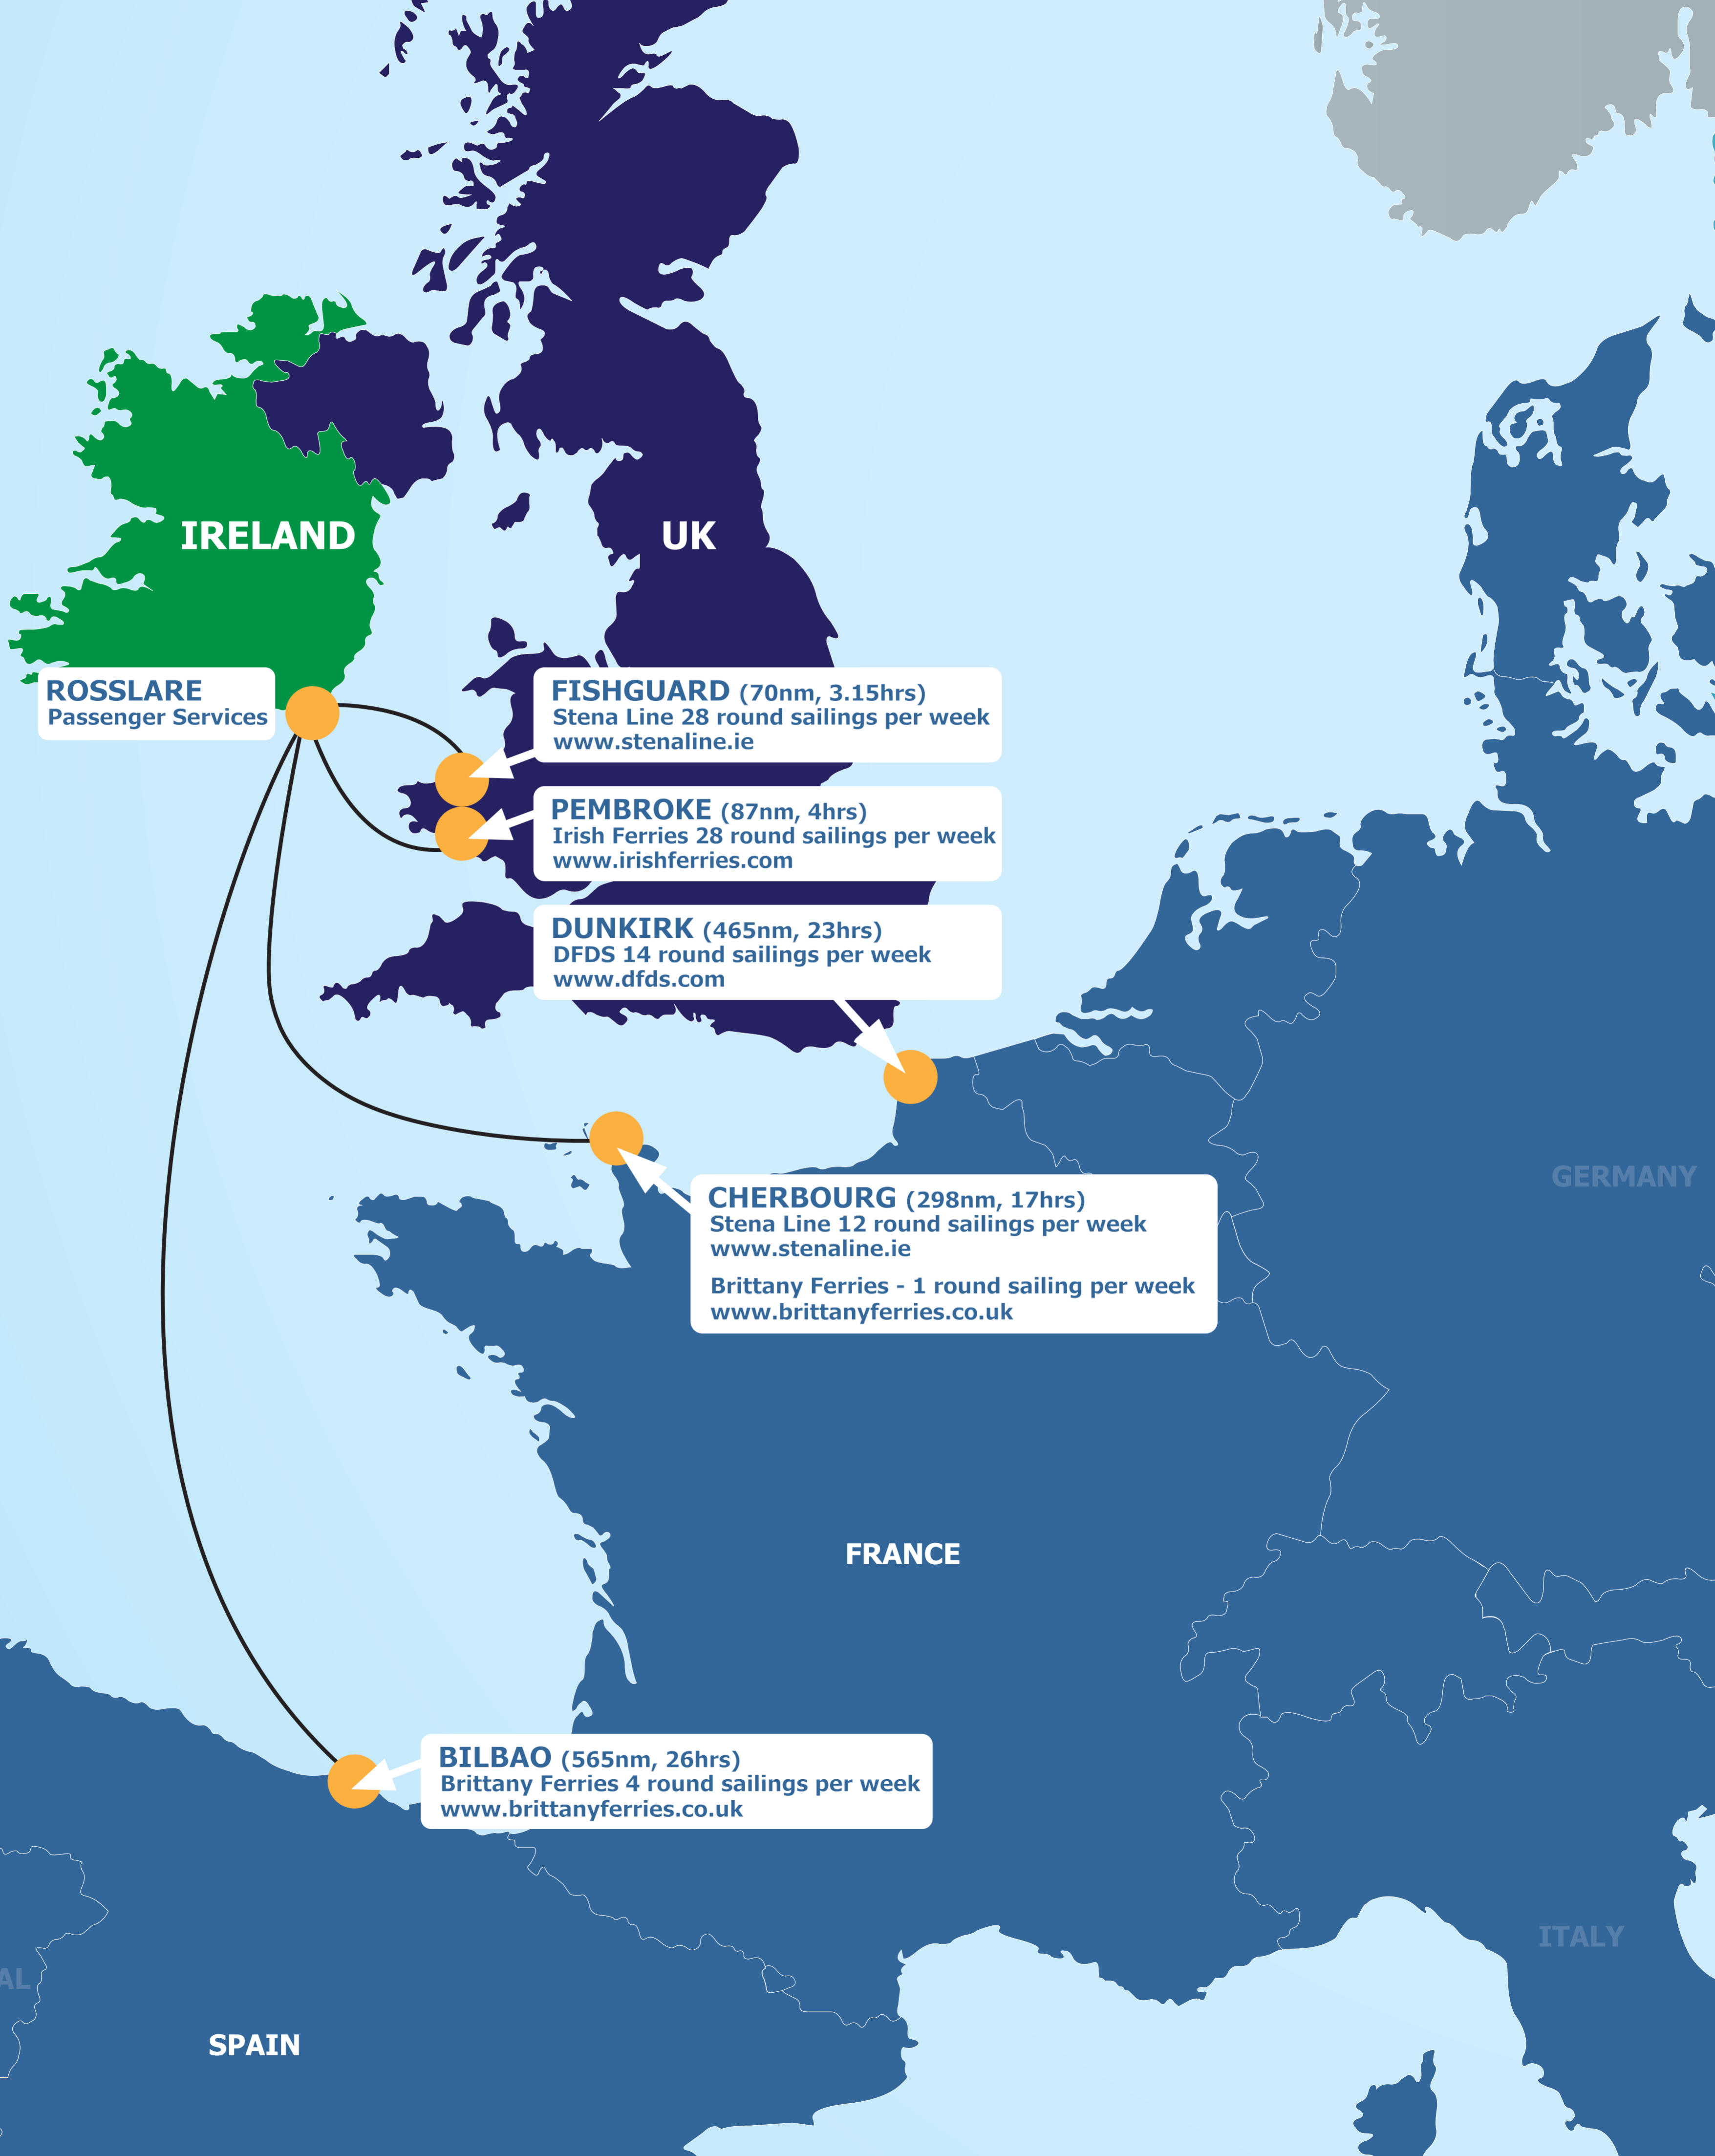 IRELAND
UK
ROSSLARE
Passenger Services
FISHGUARD (70nm, 3.15hrs)
Stena Line 28 round sailings per week
www.stenaline.ie
PEMBROKE (87nm, 4hrs)
Irish Ferries 28 round sailings per week
www.irishferries.com
DUNKIRK (465nm, 23hrs)
DFDS 14 round sailings per week
www.dfds.com
GERMANY
CHERBOURG (298nm, 17hrs)
Stena Line 12 round sailings per week
www.stenaline.ie
Brittany Ferries - 1 round sailing per week
www.brittanyferries.co.uk
FRANCE
BILBAO (565nm, 26hrs)
Brittany Ferries 4 round sailings per week
www.brittanyferries.co.uk
ITALY
AL
SPAIN